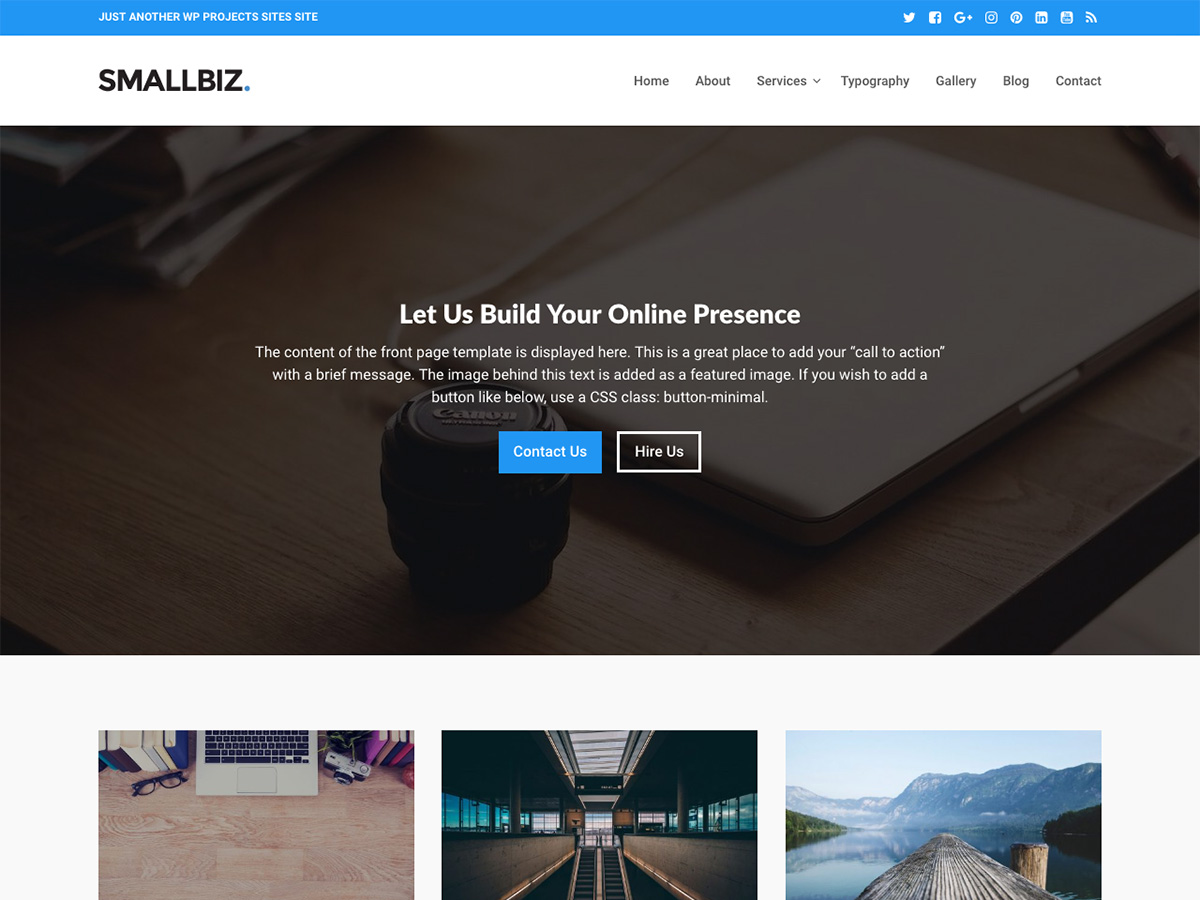 JUST ANOTHER WP PROJECTS SITES SITE
SMALLBIZ.
Home About Services Typography Gallery Blog Contact
Let Us Build Your Online Presence
The content of the front page template is displayed here. This is a great place to add your “call to action”
with a brief message. The image behind this text is added as a featured image. If you wish to add a
button like below, use a CSS class: button-minimal.
Canon
Contact Us Hire Us